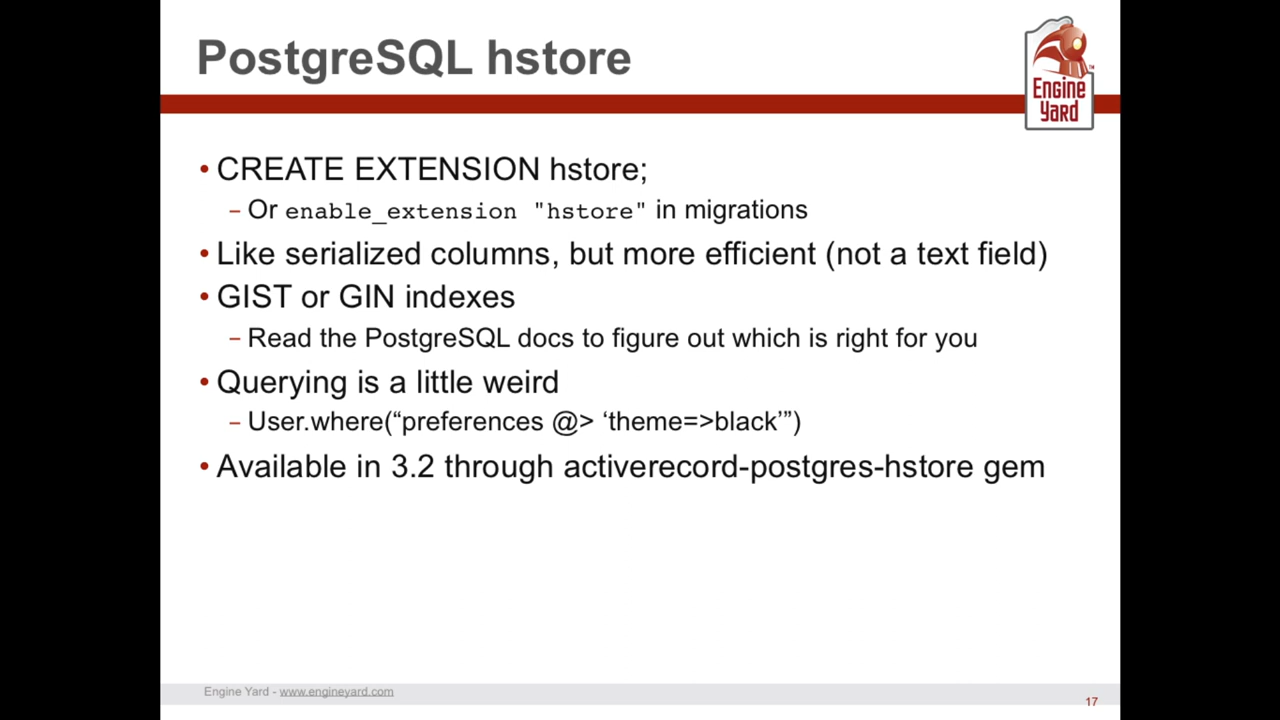 PostgreSQL hstore
Engine
Yard
TM
• CREATE EXTENSION hstore;
– Or enable_extension "hstore" in migrations
• Like serialized columns, but more efficient (not a text field)
• GIST or GIN indexes
– Read the PostgreSQL docs to figure out which is right for you
• Querying is a little weird
– User.where(“preferences @> ‘theme=>black’”)
• Available in 3.2 through activerecord-postgres-hstore gem
Engine Yard - www.engineyard.com
17